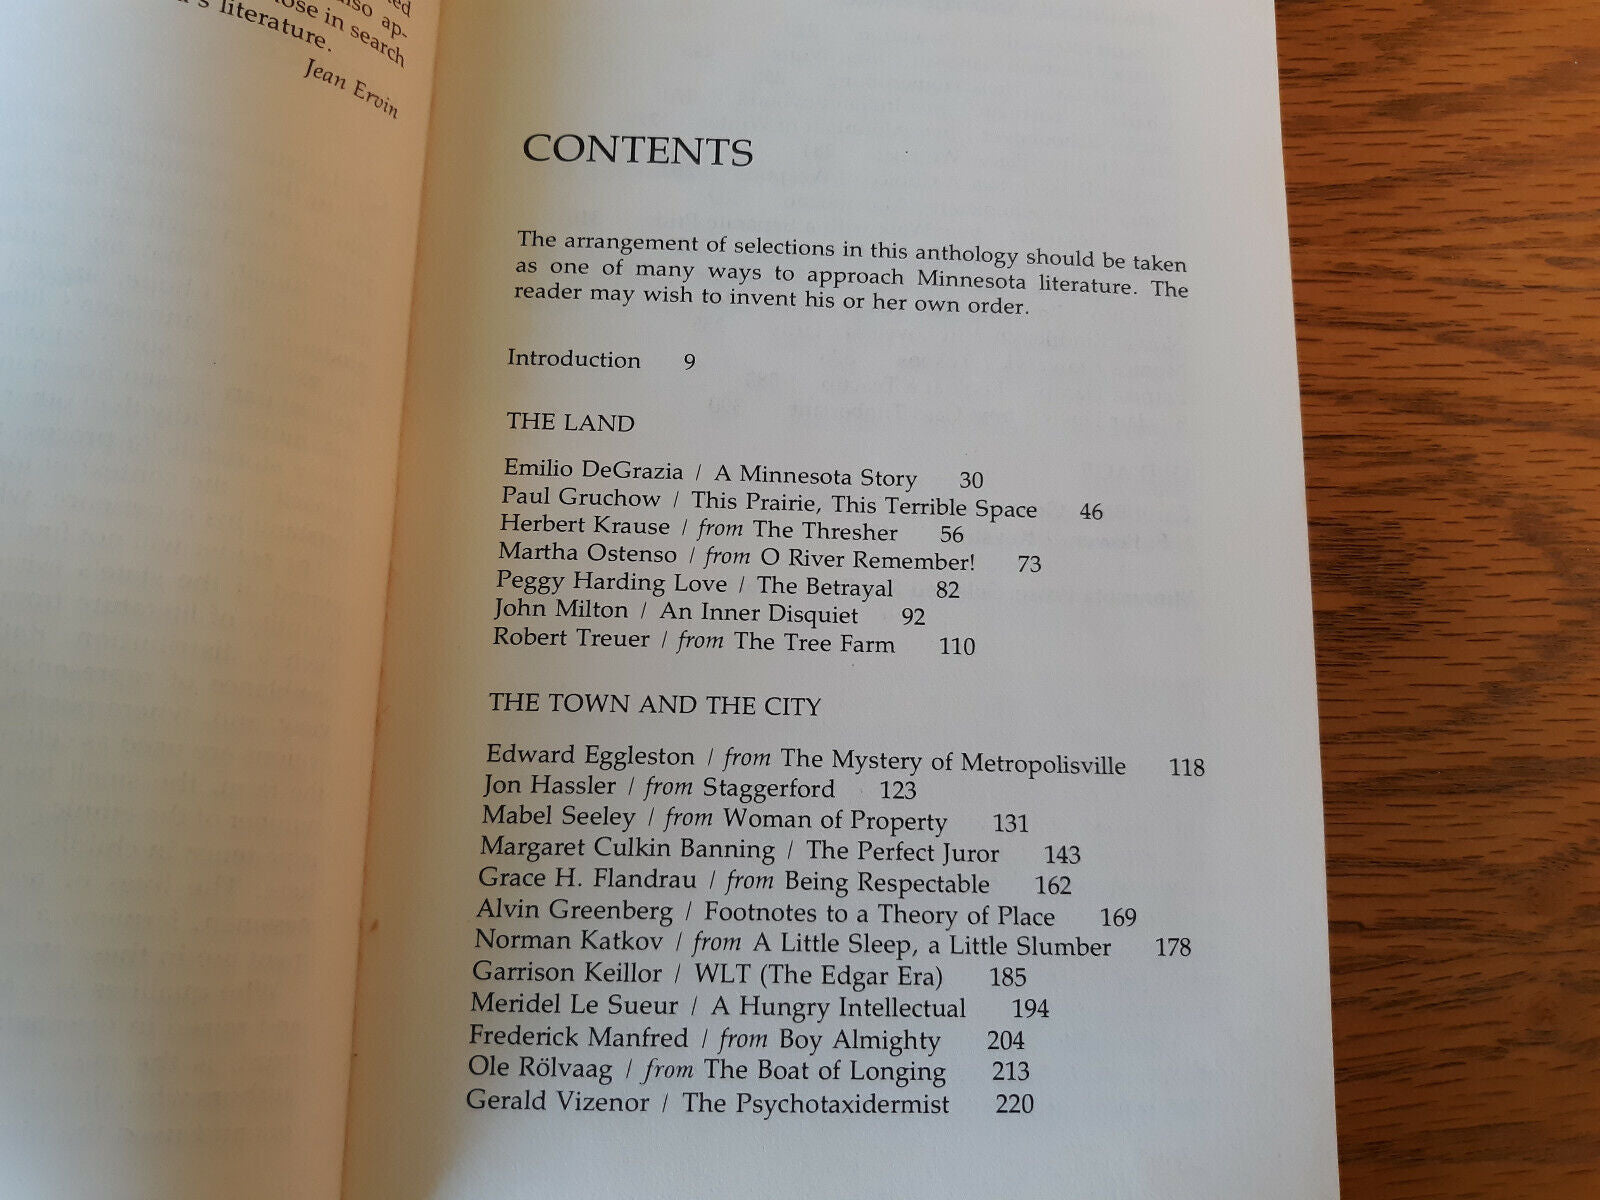 ted
also ap-
ose in search
's literature.
Jean Ervin
CONTENTS
The arrangement of selections in this anthology should be taken
as one of many ways to approach Minnesota literature. The
reader may wish to invent his or her own order.
Introduction 9
THE LAND
Emilio DeGrazia / A Minnesota Story 30
Paul Gruchow / This Prairie, This Terrible Space 46
Herbert Krause / from The Thresher 56
Martha Ostenso / from O River Remember! 73
Peggy Harding Love / The Betrayal 82
John Milton / An Inner Disquiet 92
Robert Treuer / from The Tree Farm 110
THE TOWN AND THE CITY
Edward Eggleston / from The Mystery of Metropolisville 118
Jon Hassler / from Staggerford 123
Mabel Seeley / from Woman of Property 131
Margaret Culkin Banning / The Perfect Juror 143
Grace H. Flandrau / from Being Respectable 162
Alvin Greenberg / Footnotes to a Theory of Place 169
Norman Katkov / from A Little Sleep, a Little Slumber 178
Garrison Keillor / WLT (The Edgar Era) 185
Meridel Le Sueur / A Hungry Intellectual 194
Frederick Manfred / from Boy Almighty 204
Ole Rölvaag / from The Boat of Longing 213
Gerald Vizenor / The Psychotaxidermist 220